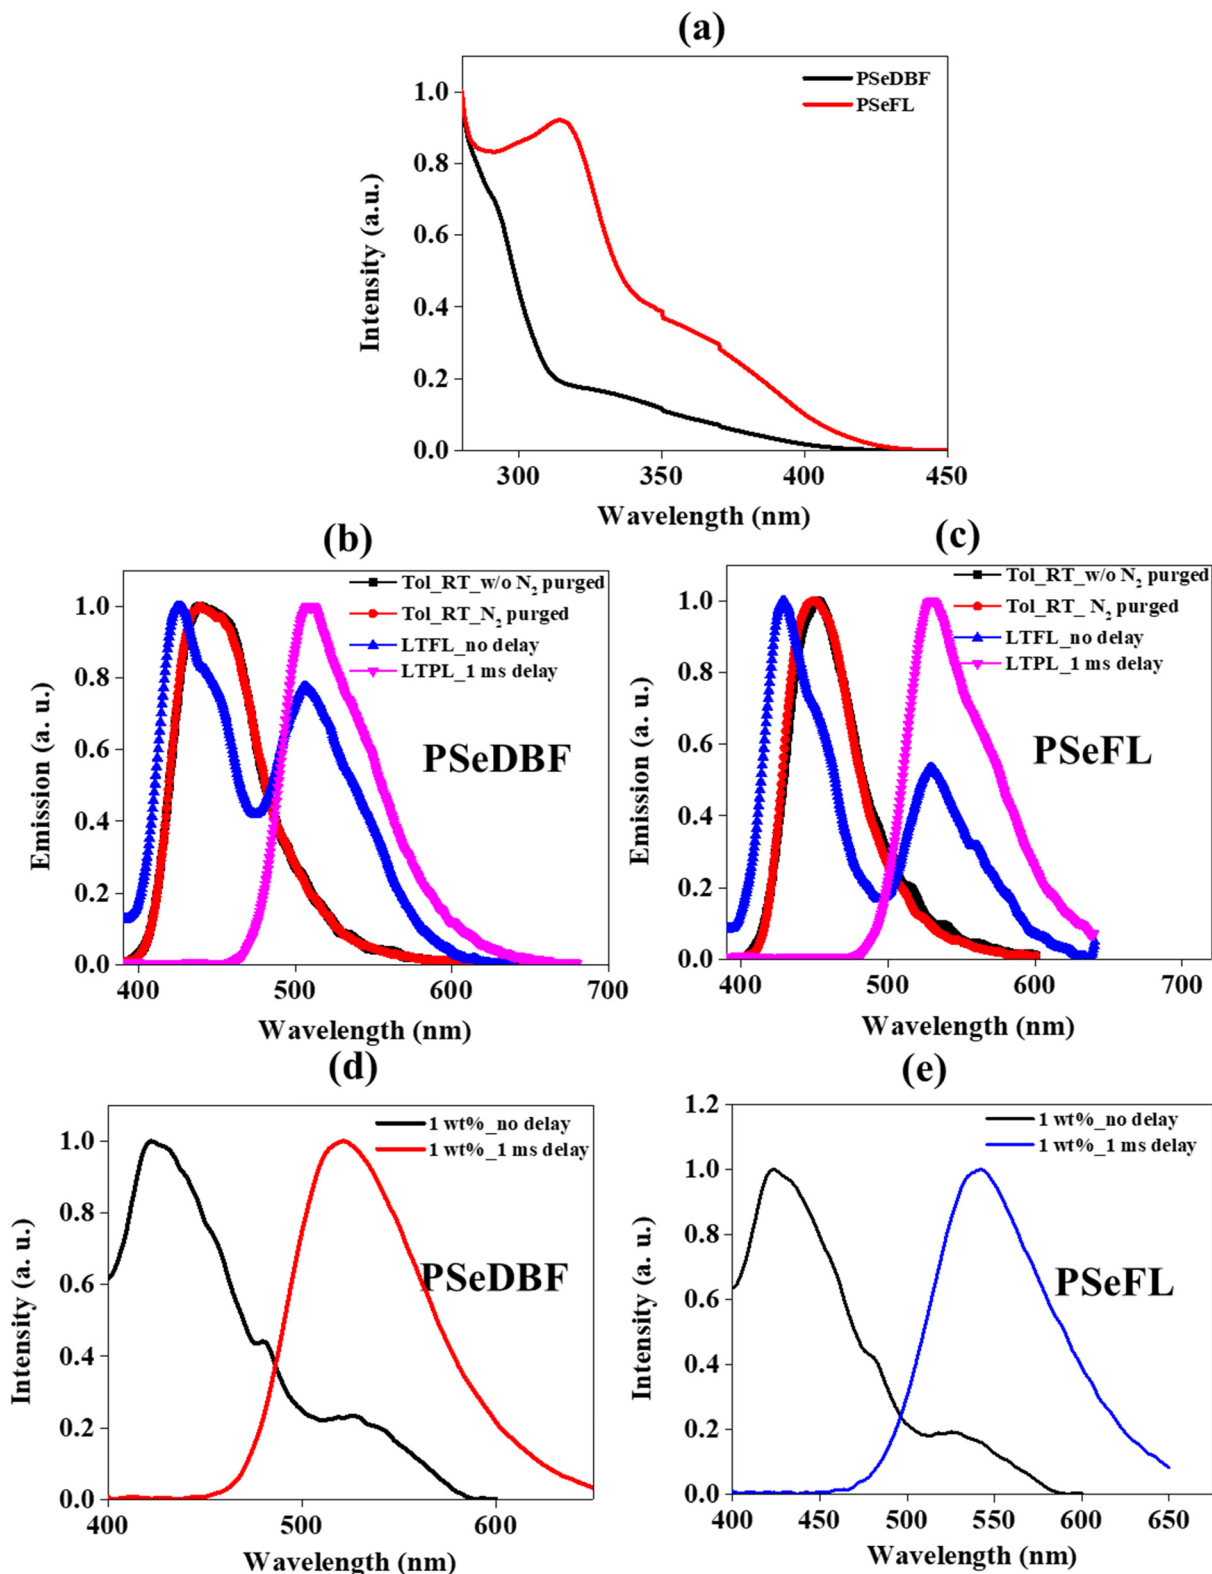 (a)
PSeDBF
PSeFL
1.0
0.8
0.6
0.4
0.2
0.0
Intensity (a.u.)
300 350 400 450
Wavelength (nm)
(b)
Tol_RT_w/o N₂ purged
Tol_RT_N₂ purged
LTFL_no delay
LTPL_1 ms delay
1.0
0.8
0.6
0.4
0.2
0.0
Emission (a. u.)
PSeDBF
400 500 600 700
Wavelength (nm)
(c)
Tol_RT_w/o N₂ purged
Tol_RT_ N₂ purged
LTFL_no delay
LTPL_1 ms delay
1.0
0.8
0.6
0.4
0.2
0.0
Emission (a. u.)
PSeFL
400 500 600 700
Wavelength (nm)
(d)
1 wt%_no delay
1 wt%_1 ms delay
1.0
0.8
0.6
0.4
0.2
0.0
Intensity (a. u.)
PSeDBF
400 500 600
Wavelength (nm)
(e)
1 wt%_no delay
1 wt%_1 ms delay
1.2
1.0
0.8
0.6
0.4
0.2
0.0
Intensity (a. u.)
PSeFL
400 450 500 550 600 650
Wavelength (nm)